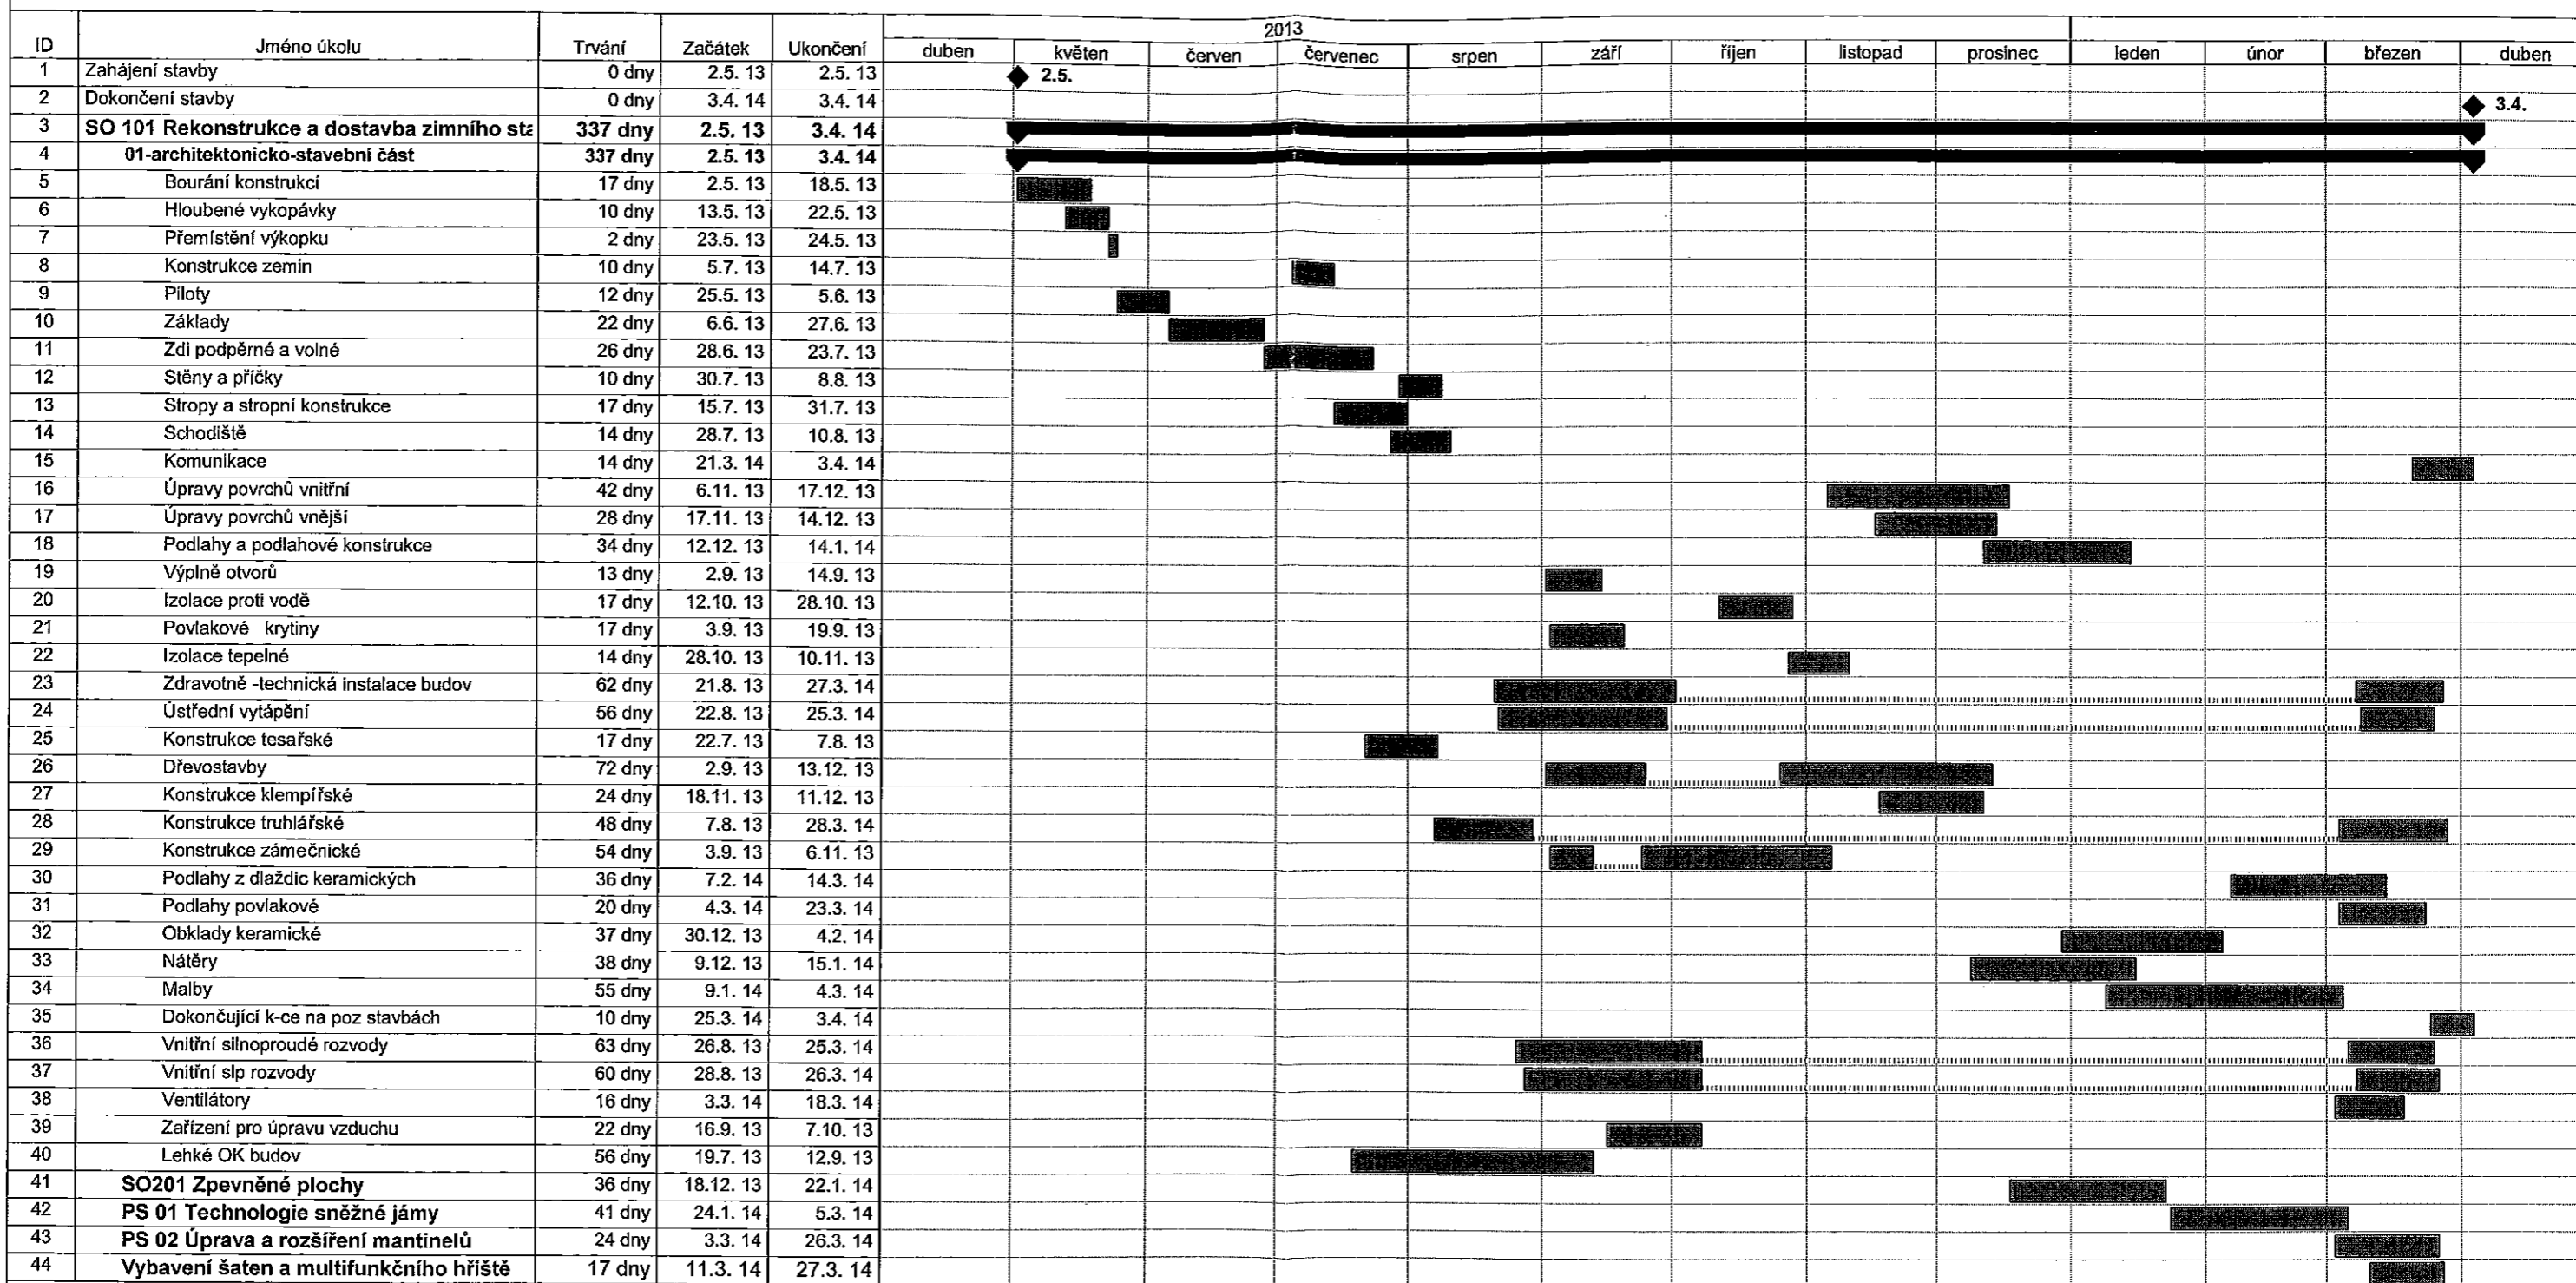 2013
ID Jméno úkolu Trvání Začátek Ukončení duben květen červen červenec srpen září říjen listopad prosinec leden únor březen duben
1 Zahájení stavby 0 dny 2.5. 13 2.5. 13 2.5.
2 Dokončení stavby 0 dny 3.4. 14 3.4. 14 3.4.
3 SO 101 Rekonstrukce a dostavba zimního sta 337 dny 2.5. 13 3.4. 14
4 01-architektonicko-stavební část 337 dny 2.5. 13 3.4. 14
5 Bourání konstrukcí 17 dny 2.5. 13 18.5. 13
6 Hloubené vykopávky 10 dny 13.5. 13 22.5. 13
7 Přemístění výkopku 2 dny 23.5. 13 24.5. 13
8 Konstrukce zemin 10 dny 5.7. 13 14.7. 13
9 Piloty 12 dny 25.5. 13 5.6. 13
10 Základy 22 dny 6.6. 13 27.6. 13
11 Zdi podpěrné a volné 26 dny 28.6. 13 23.7. 13
12 Stěny a příčky 10 dny 30.7. 13 8.8. 13
13 Stropy a stropní konstrukce 17 dny 15.7. 13 31.7. 13
14 Schodiště 14 dny 28.7. 13 10.8. 13
15 Komunikace 14 dny 21.3. 14 3.4. 14
16 Úpravy povrchů vnitřní 42 dny 6.11. 13 17.12. 13
17 Úpravy povrchů vnější 28 dny 17.11. 13 14.12. 13
18 Podlahy a podlahové konstrukce 34 dny 12.12. 13 14.1. 14
19 Výplně otvorů 13 dny 2.9. 13 14.9. 13
20 Izolace proti vodě 17 dny 12.10. 13 28.10. 13
21 Povlakové krytiny 17 dny 3.9. 13 19.9. 13
22 Izolace tepelné 14 dny 28.10. 13 10.11. 13
23 Zdravotně -technická instalace budov 62 dny 21.8. 13 27.3. 14
24 Ústřední vytápění 56 dny 22.8. 13 25.3. 14
25 Konstrukce tesařské 17 dny 22.7. 13 7.8. 13
26 Dřevostavby 72 dny 2.9. 13 13.12. 13
27 Konstrukce klempířské 24 dny 18.11. 13 11.12. 13
28 Konstrukce truhlářské 48 dny 7.8. 13 28.3. 14
29 Konstrukce zámečnické 54 dny 3.9. 13 6.11. 13
30 Podlahy z dlaždic keramických 36 dny 7.2. 14 14.3. 14
31 Podlahy povlakové 20 dny 4.3. 14 23.3. 14
32 Obklady keramické 37 dny 30.12. 13 4.2. 14
33 Nátěry 38 dny 9.12. 13 15.1. 14
34 Malby 55 dny 9.1. 14 4.3. 14
35 Dokončující k-ce na poz stavbách 10 dny 25.3. 14 3.4. 14
36 Vnitřní silnoproudé rozvody 63 dny 26.8. 13 25.3. 14
37 Vnitřní slp rozvody 60 dny 28.8. 13 26.3. 14
38 Ventilátory 16 dny 3.3. 14 18.3. 14
39 Zařízení pro úpravu vzduchu 22 dny 16.9. 13 7.10. 13
40 Lehké OK budov 56 dny 19.7. 13 12.9. 13
41 SO201 Zpevněné plochy 36 dny 18.12. 13 22.1. 14
42 PS 01 Technologie sněžné jámy 41 dny 24.1. 14 5.3. 14
43 PS 02 Úprava a rozšíření mantinelů 24 dny 3.3. 14 26.3. 14
44 Vybavení šaten a multifunkčního hřiště 17 dny 11.3. 14 27.3. 14